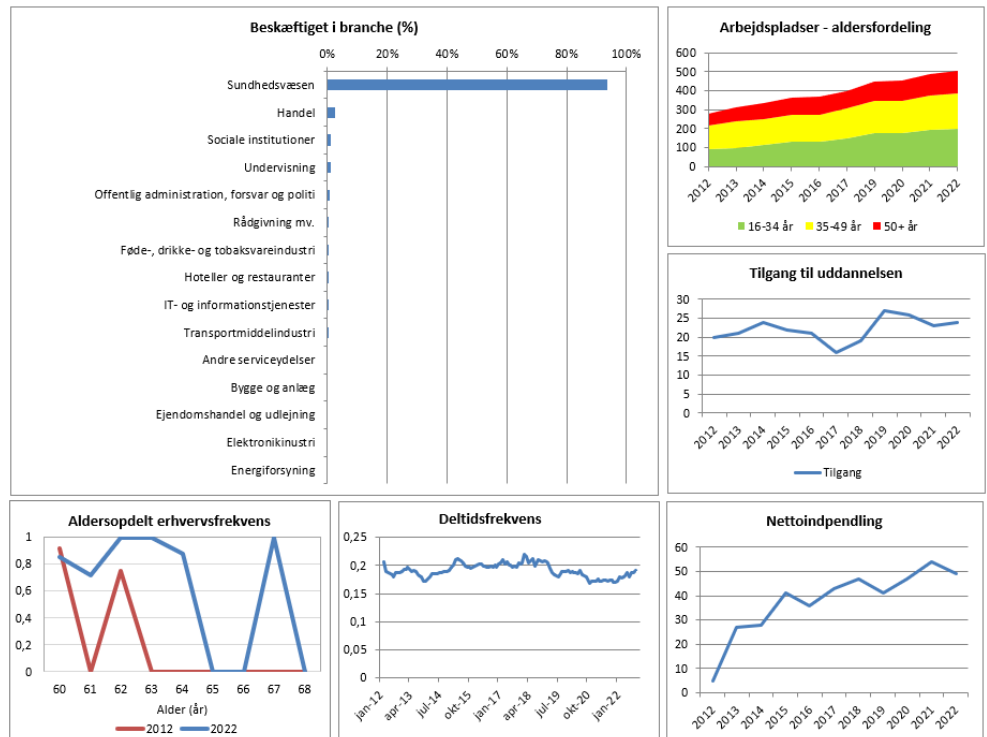 Beskæftiget i branche (%)
0% 20% 40% 60% 80% 100%
Sundhedsvæsen
Handel
Sociale institutioner
Undervisning
Offentlig administration, forsvar og politi
Rådgivning mv.
Føde-, drikke- og tobaksvareindustri
Hoteller og restauranter
IT- og informationstjenester
Transportmiddelindustri
Andre serviceydelser
Bygge og anlæg
Ejendomshandel og udlejning
Elektronikinustri
Energiforsyning
Arbejdspladser - aldersfordeling
600
500
400
300
200
100
0
2012 2013 2014 2015 2016 2017 2019 2020 2021 2022
16-34 år 35-49 år 50+ år
Tilgang til uddannelsen
30
25
20
15
10
5
0
2012 2013 2014 2015 2016 2017 2018 2019 2020 2021 2022
Tilgang
Aldersopdelt erhvervsfrekvens
1
0,8
0,6
0,4
0,2
0
60 61 62 63 64 65 66 67 68
Alder (år)
2012 2022
Deltidsfrekvens
0,25
0,2
0,15
0,1
0,05
0
jan-12 apr-13 jul-14 okt-15 jan-17 apr-18 jul-19 okt-20 jan-22
Nettoindpendling
60
50
40
30
20
10
0
2012 2013 2014 2015 2016 2017 2018 2019 2020 2021 2022